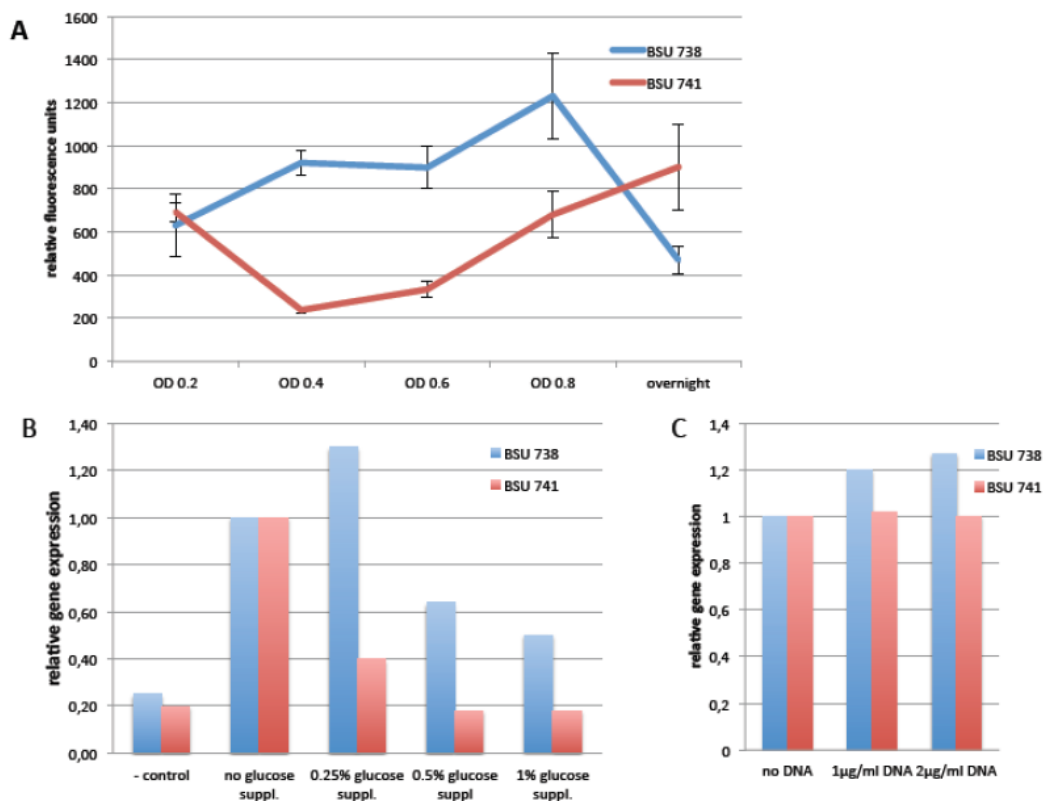 A
1600
1400
1200
1000
800
600
400
200
0
relative fluorescence units
BSU 738
BSU 741
OD 0.2 OD 0.4 OD 0.6 OD 0.8 overnight
B
1,40
1,20
1,00
0,80
0,60
0,40
0,20
0,00
relative gene expression
BSU 738
BSU 741
- control no glucose 0.25% glucose 0.5% glucose 1% glucose
suppl. suppl. suppl suppl.
C
1,4
1,2
1
0,8
0,6
0,4
0,2
0
relative gene expression
BSU 738
BSU 741
no DNA 1µg/ml DNA 2µg/ml DNA